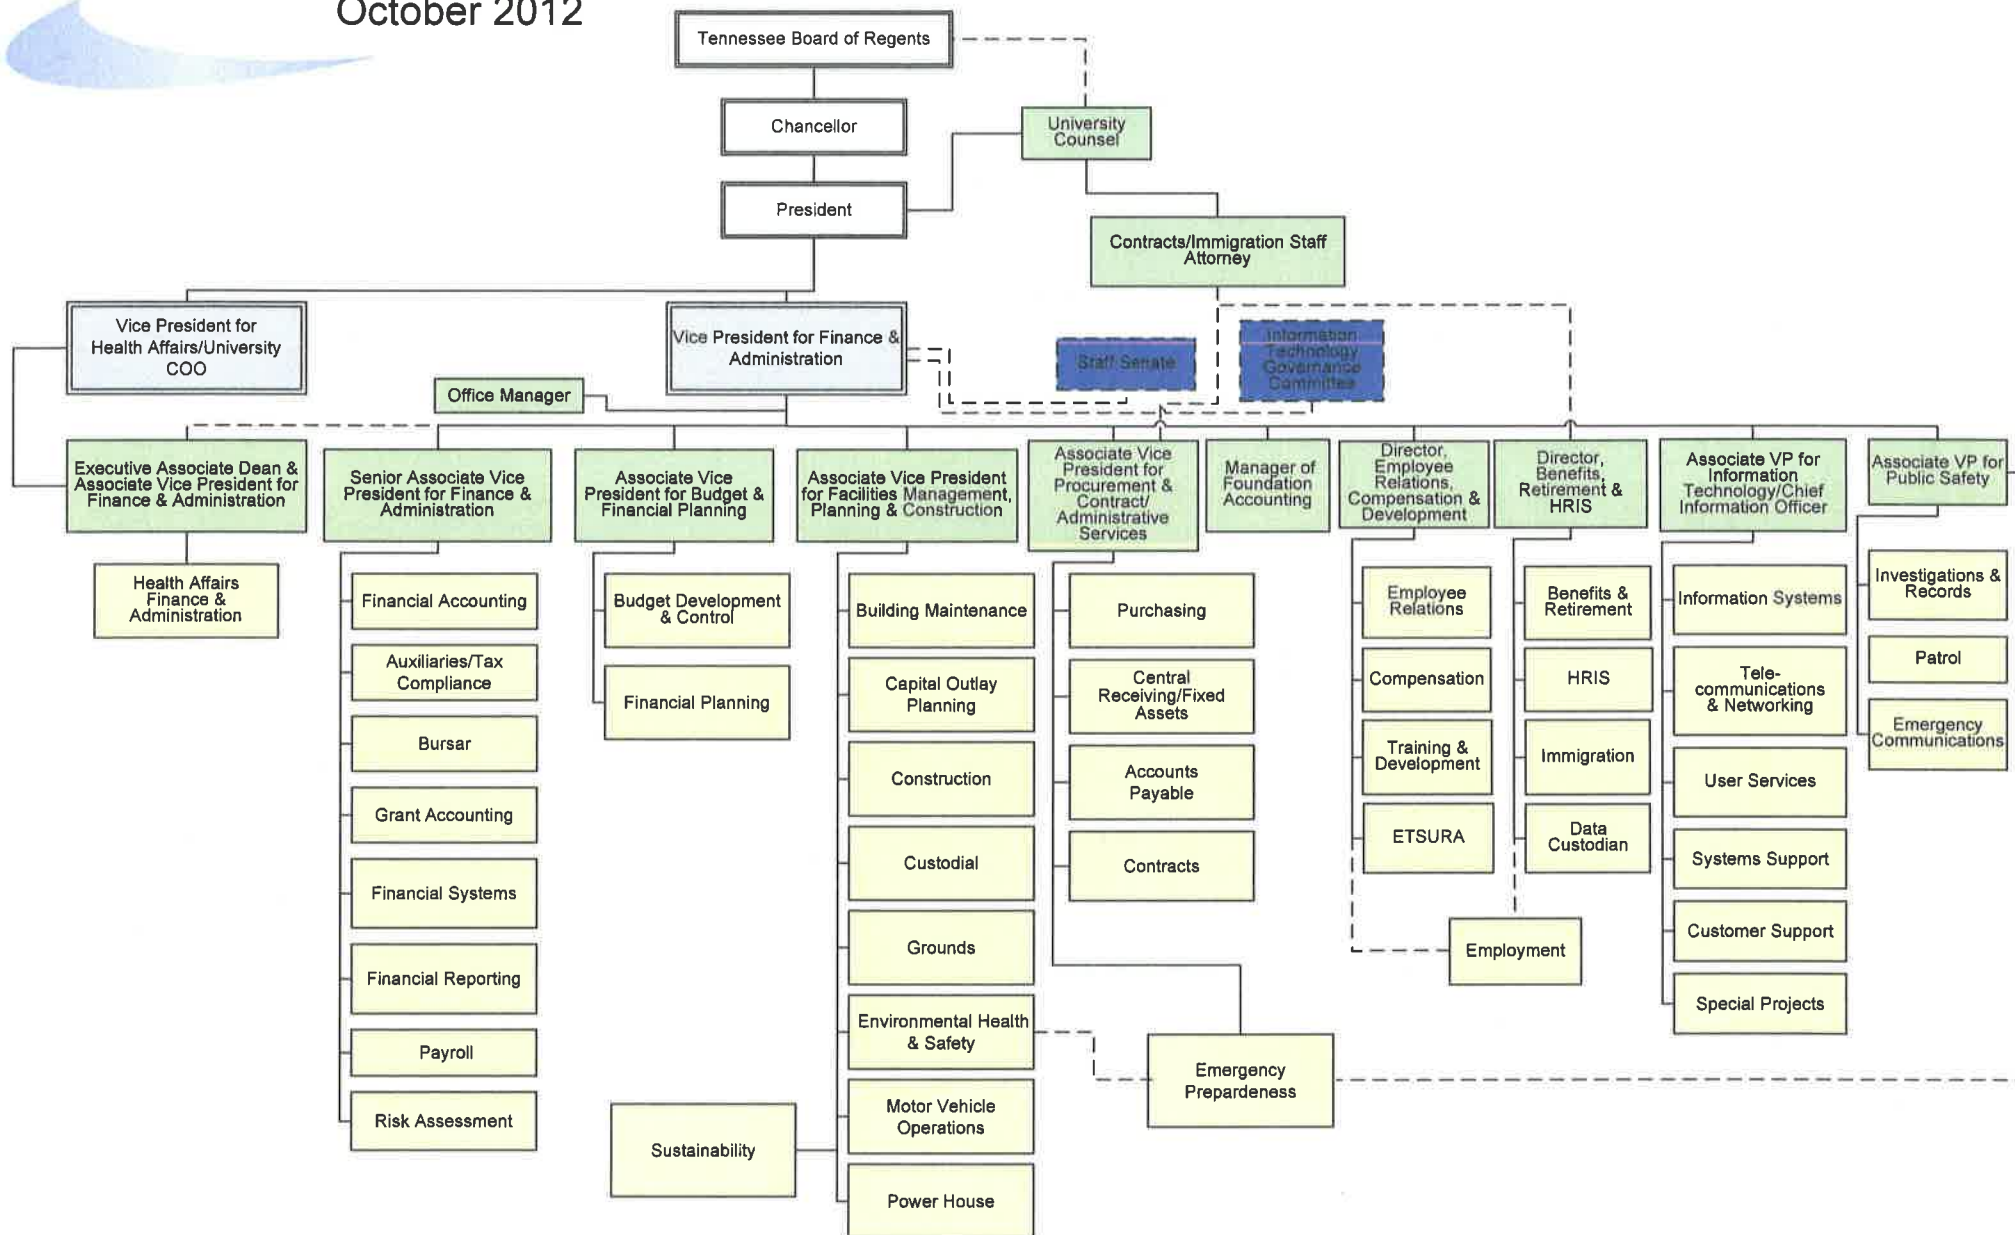 October 2012
Tennessee Board of Regents
Chancellor
University
Counsel
President
Contracts/Immigration Staff
Attorney
Vice President for
Health Affairs/University
COO
Vice President for Finance &
Administration
Staff Senate
Information
Technology
Governance
Committee
Office Manager
Executive Associate Dean &
Associate Vice President for
Finance & Administration
Senior Associate Vice
President for Finance &
Administration
Associate Vice
President for Budget &
Financial Planning
Associate Vice President
for Facilities Management,
Planning & Construction
Associate Vice
President for
Procurement &
Contract/
Administrative
Services
Manager of
Foundation
Accounting
Director,
Employee
Relations,
Compensation &
Development
Director,
Benefits,
Retirement &
HRIS
Associate VP for
Information
Technology/Chief
Information Officer
Associate VP for
Public Safety
Health Affairs
Finance &
Administration
Financial Accounting
Auxiliaries/Tax
Compliance
Bursar
Grant Accounting
Financial Systems
Financial Reporting
Payroll
Risk Assessment
Budget Development
& Control
Financial Planning
Building Maintenance
Capital Outlay
Planning
Construction
Custodial
Grounds
Environmental Health
& Safety
Motor Vehicle
Operations
Power House
Sustainability
Purchasing
Central
Receiving/Fixed
Assets
Accounts
Payable
Contracts
Emergency
Prepardeness
Employee
Relations
Compensation
Training &
Development
ETSURA
Benefits &
Retirement
HRIS
Immigration
Data
Custodian
Employment
Information Systems
Tele-
communications
& Networking
User Services
Systems Support
Customer Support
Special Projects
Investigations &
Records
Patrol
Emergency
Communications